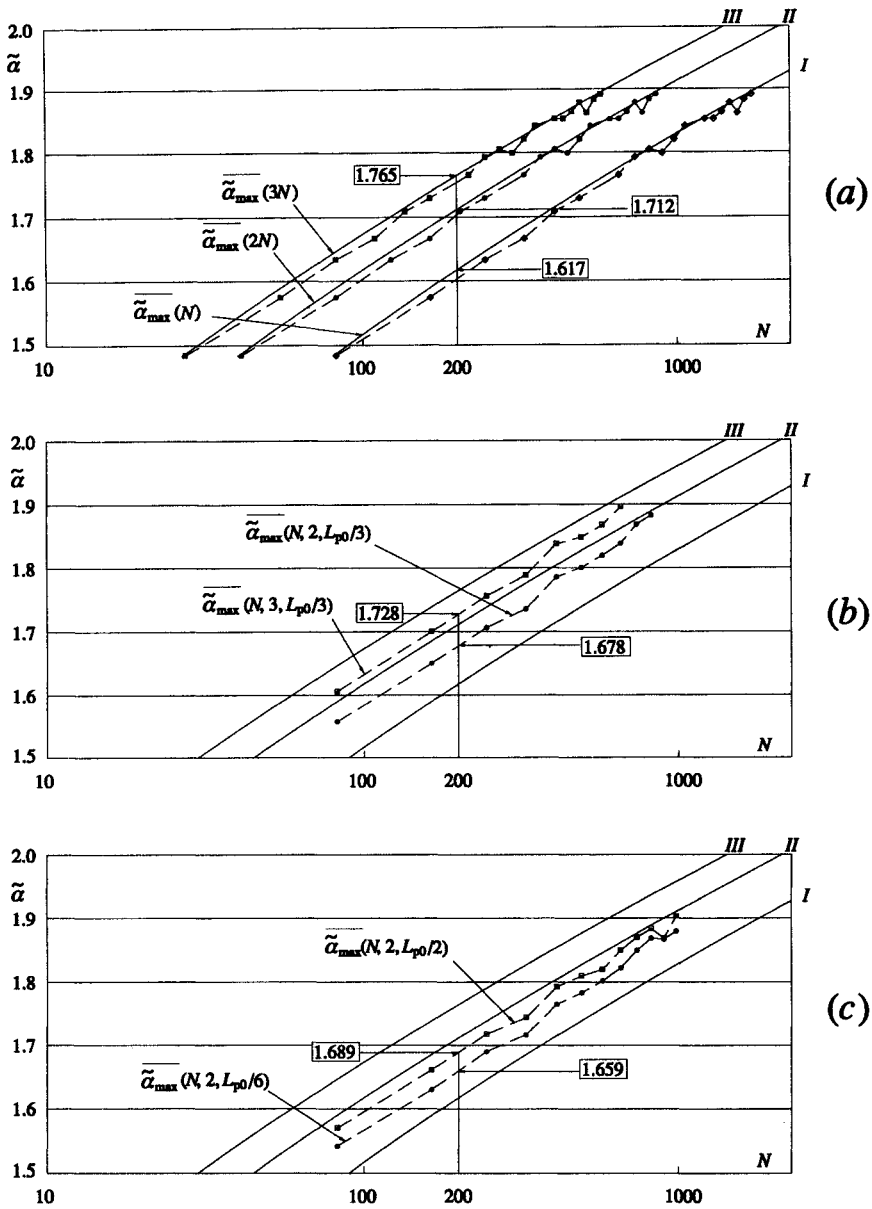 III II
2.0
I
α̃
1.9
1.8
1.765
α̃max(3N)
1.7
1.712
(a)
α̃max(2N)
1.617
1.6
α̃max(N)
N
1.5
10 100 200 1000
III II
2.0
α̃
I
1.9
α̃max(N, 2, Lp0/3)
1.8
α̃max(N, 3, Lp0/3)
1.728
(b)
1.7
1.678
1.6
N
1.5
10 100 200 1000
III II
2.0
α̃
I
1.9
α̃max(N, 2, Lp0/2)
1.8
(c)
1.7
1.689
1.659
α̃max(N, 2, Lp0/6)
1.6
N
1.5
10 100 200 1000